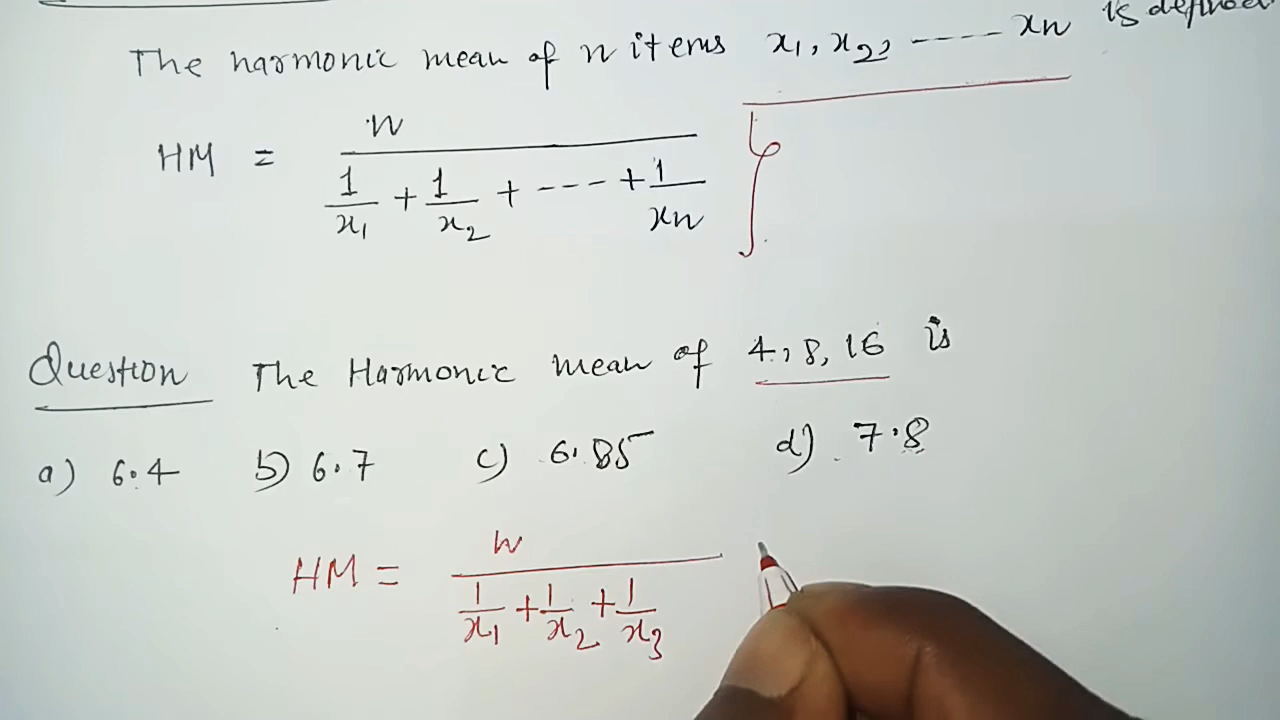 The harmonic mean of n items x₁, x₂, ---- xn is defined
HM = n / (1/x₁ + 1/x₂ + --- + 1/xn)
Question The Harmonic mean of 4, 8, 16 is
a) 6.4 b) 6.7 c) 6.85 d) 7.8
HM = n / (1/x₁ + 1/x₂ + 1/x₃)